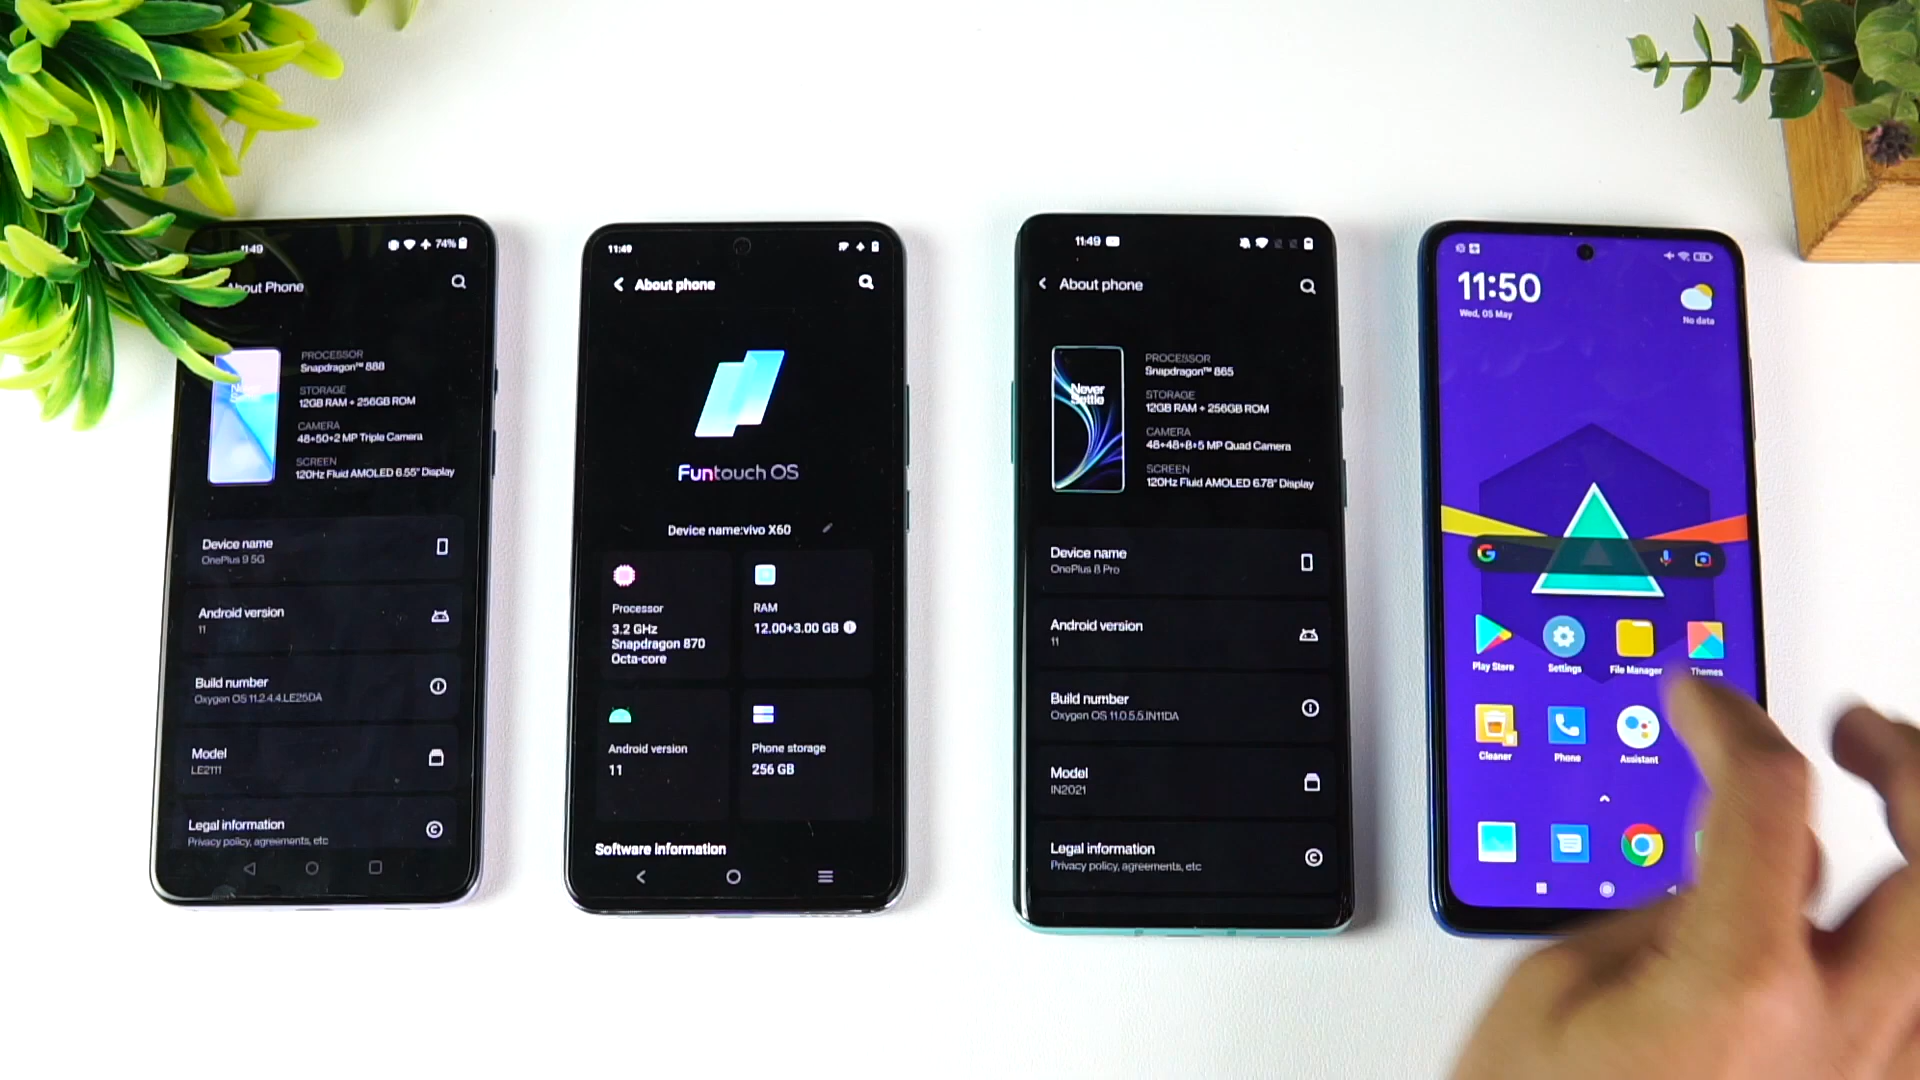 11:49
74%
About Phone
PROCESSOR
Snapdragon™ 888
STORAGE
12GB RAM + 256GB ROM
CAMERA
48+50+2 MP Triple Camera
SCREEN
120Hz Fluid AMOLED 6.55" Display
Device name
OnePlus 9 5G
Android version
11
Build number
Oxygen OS 11.2.4.4.LE25DA
Model
LE2111
Legal information
Privacy policy, agreements, etc
11:49
About phone
Funtouch OS
Device name:vivo X60
Processor
3.2 GHz
Snapdragon 870
Octa-core
RAM
12.00+3.00 GB
Android version
11
Phone storage
256 GB
Software information
11:49
About phone
Never
Settle
PROCESSOR
Snapdragon™ 865
STORAGE
12GB RAM + 256GB ROM
CAMERA
48+48+8+5 MP Quad Camera
SCREEN
120Hz Fluid AMOLED 6.78" Display
Device name
OnePlus 8 Pro
Android version
11
Build number
Oxygen OS 11.0.5.5.IN11DA
Model
IN2021
Legal information
Privacy policy, agreements, etc
11:50
Wed, 05 May
No data
Play Store
Settings
File Manager
Themes
Cleaner
Phone
Assistant